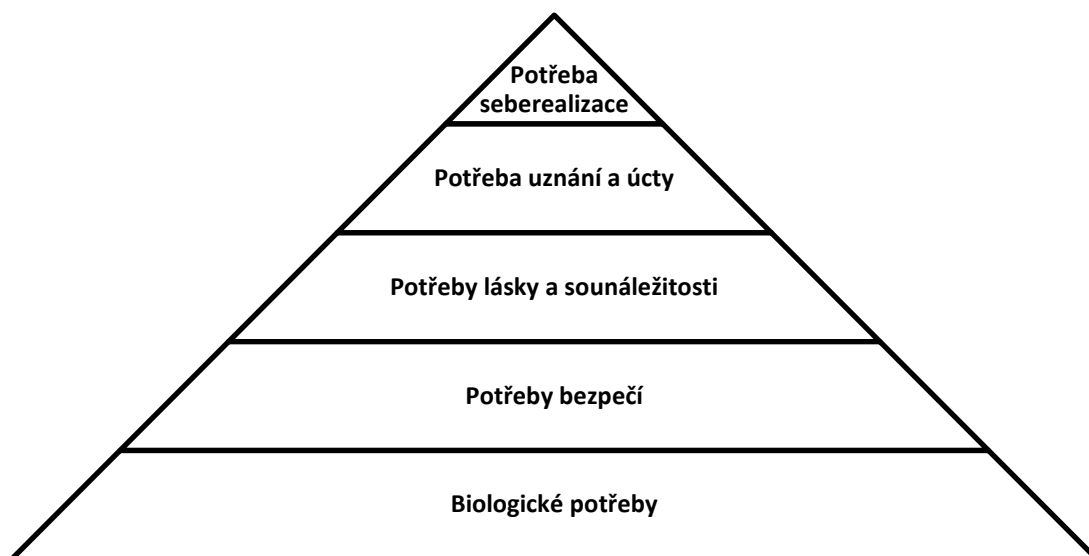 Potřeba
seberealizace
Potřeba uznání a úcty
Potřeby lásky a sounáležitosti
Potřeby bezpečí
Biologické potřeby